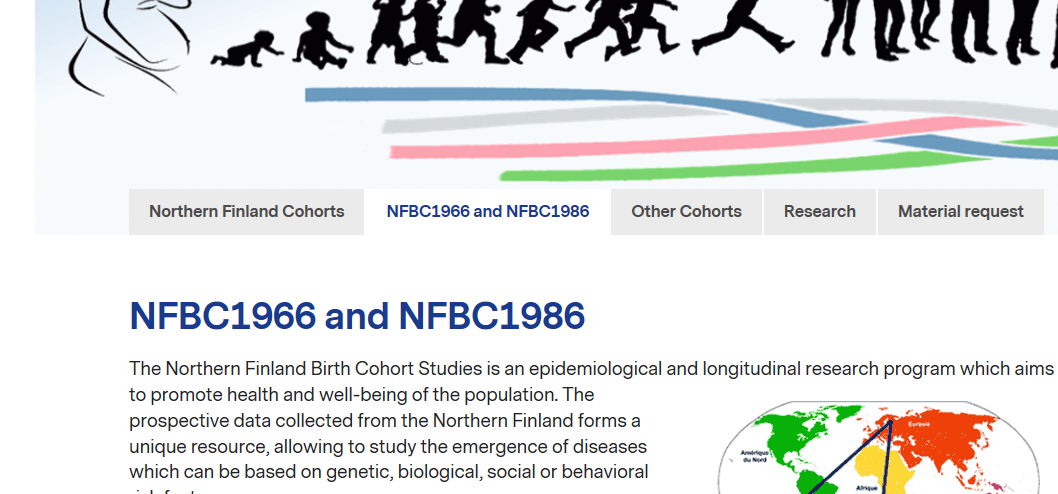 Northern Finland Cohorts
NFBC1966 and NFBC1986
Other Cohorts
Research
Material request
NFBC1966 and NFBC1986
The Northern Finland Birth Cohort Studies is an epidemiological and longitudinal research program which aims
to promote health and well-being of the population. The
prospective data collected from the Northern Finland forms a
unique resource, allowing to study the emergence of diseases
which can be based on genetic, biological, social or behavioral
Eurasie
Amérique
du Nord
Afrique